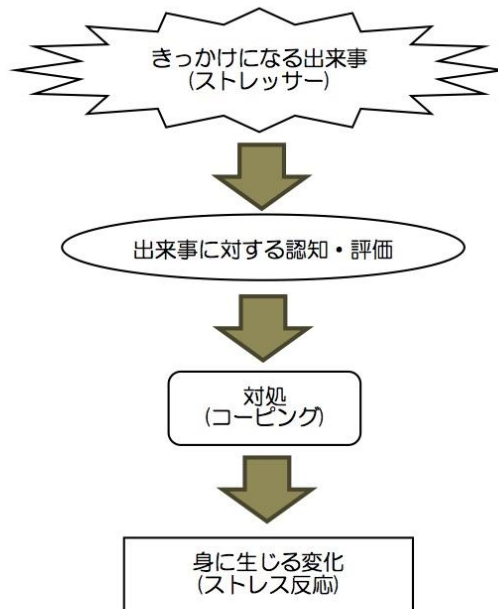 きっかけになる出来事
(ストレッサー)
出来事に対する認知・評価
対処
(コーピング)
身に生じる変化
(ストレス反応)